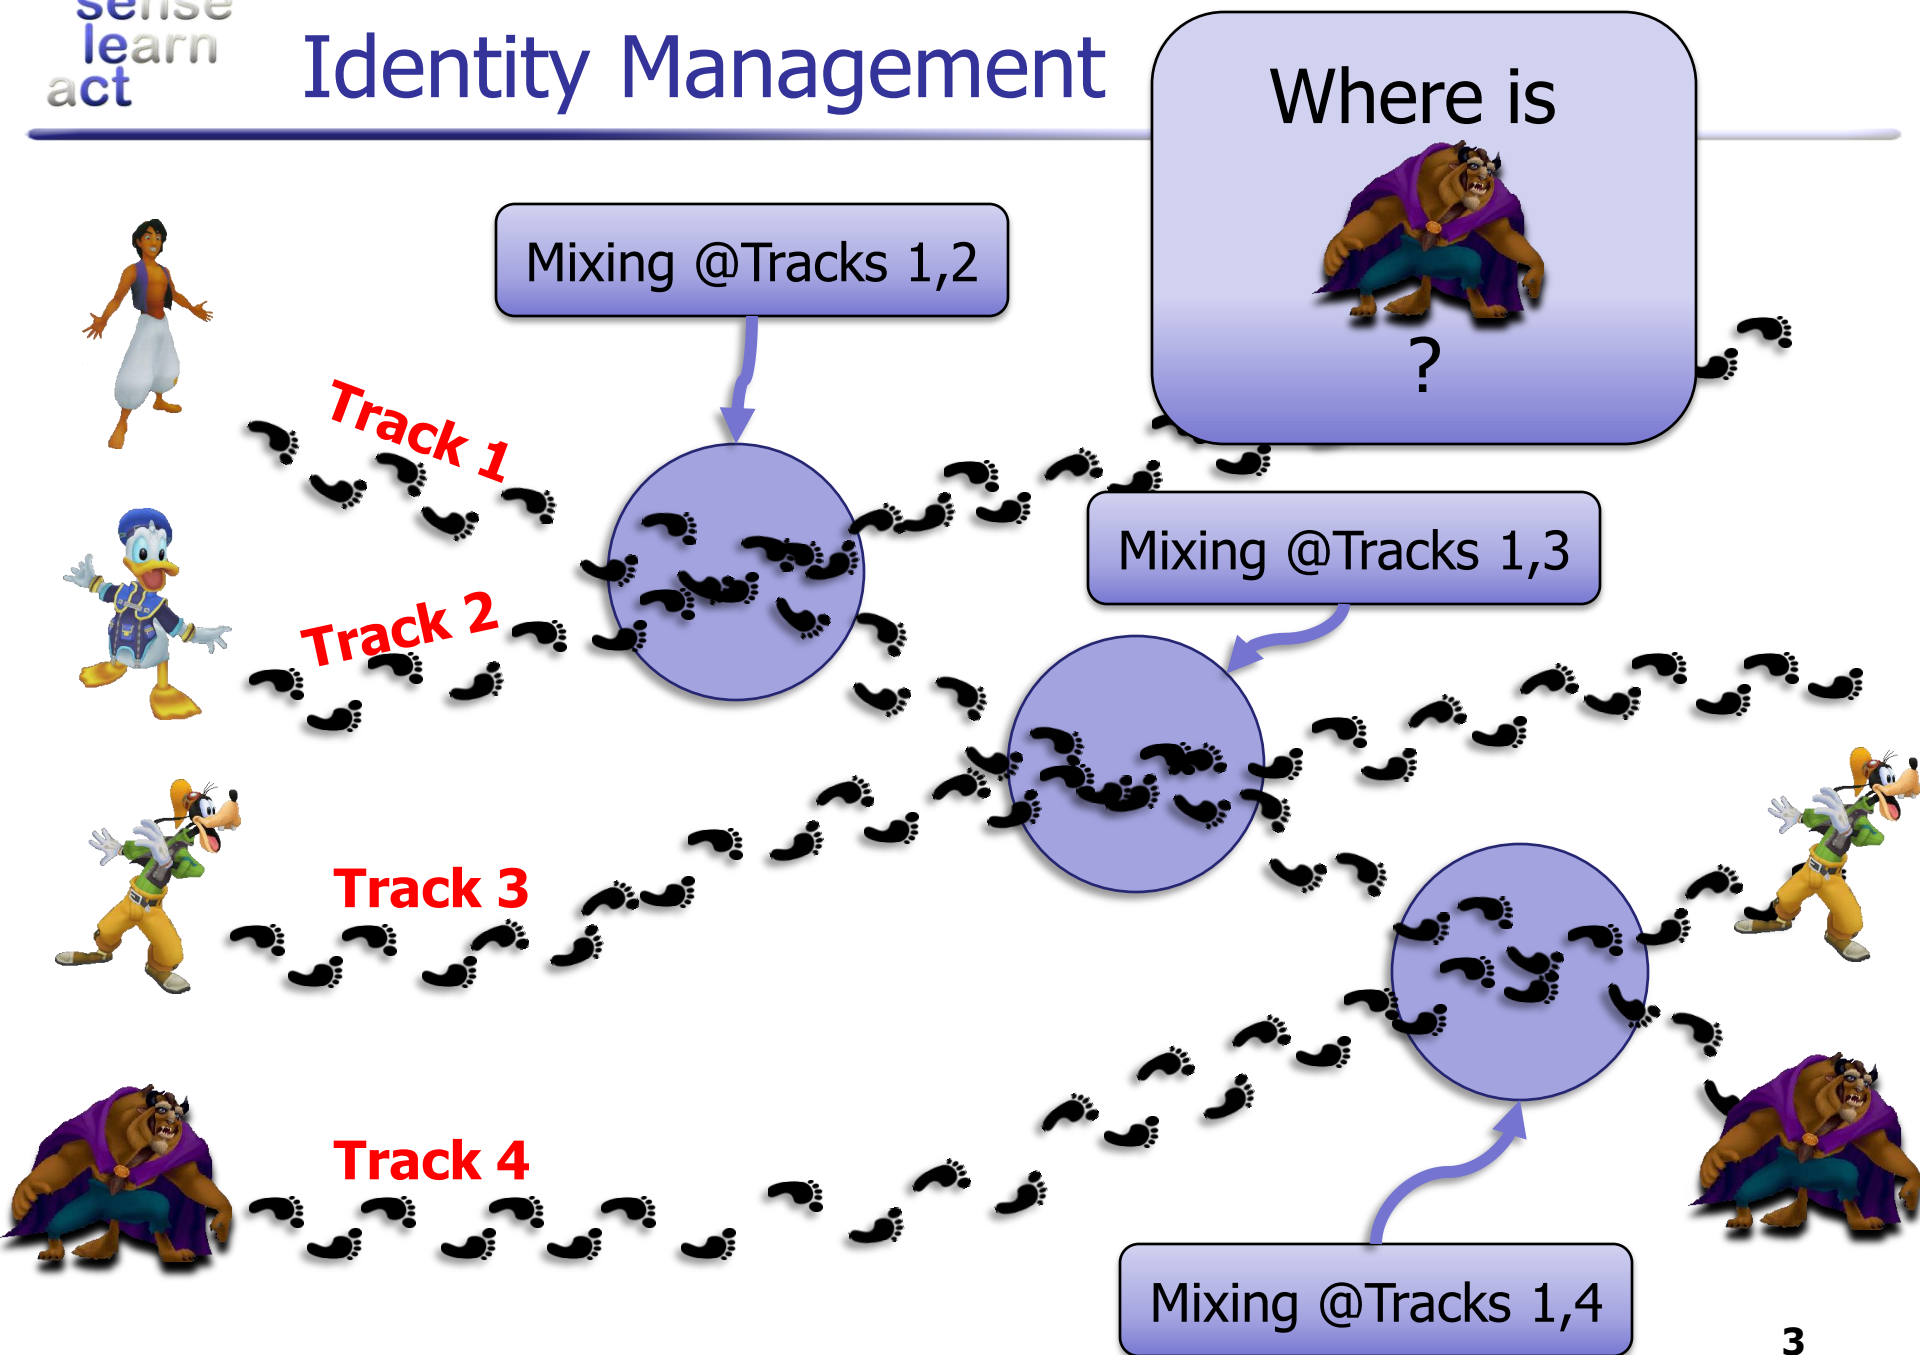 sense
learn
act
Identity Management
Where is
?
Mixing @Tracks 1,2
Track 1
Mixing @Tracks 1,3
Track 2
Track 3
Track 4
Mixing @Tracks 1,4
3